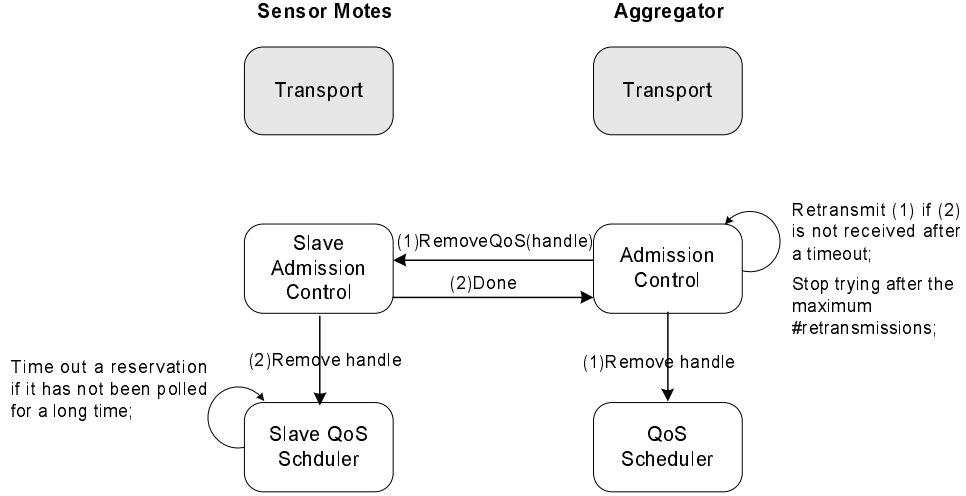 Sensor Motes
Aggregator
Transport
Transport
Slave
Admission
Control
(1)RemoveQoS(handle)
(2)Done
Admission
Control
Retransmit (1) if (2)
is not received after
a timeout;
Stop trying after the
maximum
#retransmissions;
(2)Remove handle
(1)Remove handle
Time out a reservation
if it has not been polled
for a long time;
Slave QoS
Schduler
QoS
Scheduler